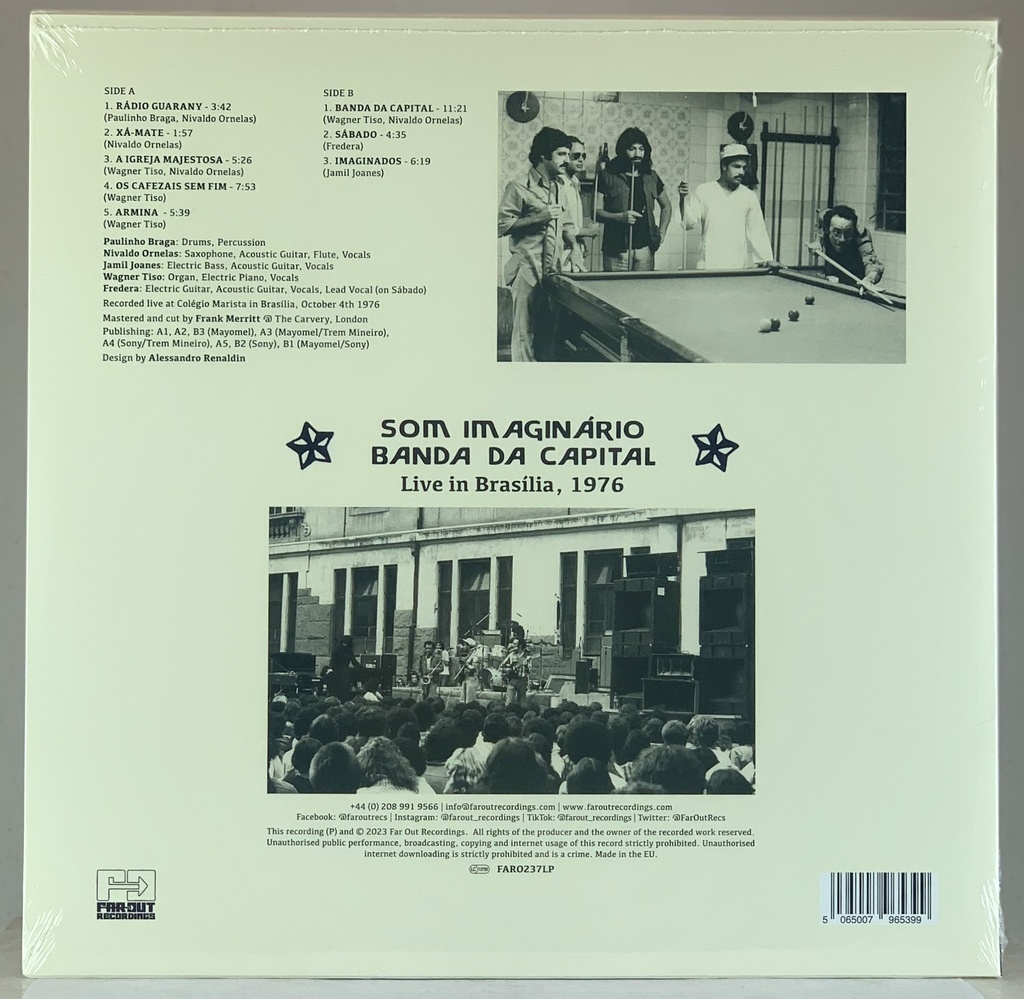 SIDE A
1. RÁDIO GUARANY - 3:42
(Paulinho Braga, Nivaldo Ornelas)
2. XÁ-MATE - 1:57
(Nivaldo Ornelas)
3. A IGREJA MAJESTOSA - 5:26
(Wagner Tiso, Nivaldo Ornelas)
4. OS CAFEZAIS SEM FIM - 7:53
(Wagner Tiso)
5. ARMINA - 5:39
(Wagner Tiso)
SIDE B
1. BANDA DA CAPITAL - 11:21
(Wagner Tiso, Nivaldo Ornelas)
2. SÁBADO - 4:35
(Fredera)
3. IMAGINADOS - 6:19
(Jamil Joanes)
Paulinho Braga: Drums, Percussion
Nivaldo Ornelas: Saxophone, Acoustic Guitar, Flute, Vocals
Jamil Joanes: Electric Bass, Acoustic Guitar, Vocals
Wagner Tiso: Organ, Electric Piano, Vocals
Fredera: Electric Guitar, Acoustic Guitar, Vocals, Lead Vocal (on Sábado)
Recorded live at Colégio Marista in Brasília, October 4th 1976
Mastered and cut by Frank Merritt @ The Carvery, London
Publishing: A1, A2, B3 (Mayomel), A3 (Mayomel/Trem Mineiro),
A4 (Sony/Trem Mineiro), A5, B2 (Sony), B1 (Mayomel/Sony)
Design by Alessandro Renaldin
SOM IMAGINÁRIO
BANDA DA CAPITAL
Live in Brasília, 1976
+44 (0) 208 991 9566 | info@faroutrecordings.com | www.faroutrecordings.com
Facebook: @faroutrecs | Instagram: @farout_recordings | TikTok: @farout_recordings | Twitter: @FarOutRecs
This recording (P) and © 2023 Far Out Recordings. All rights of the producer and the owner of the recorded work reserved.
Unauthorised public performance, broadcasting, copying and internet usage of this record strictly prohibited. Unauthorised
internet downloading is strictly prohibited and is a crime. Made in the EU.
FARO237LP
FAR OUT
RECORDINGS
5 065007 965399